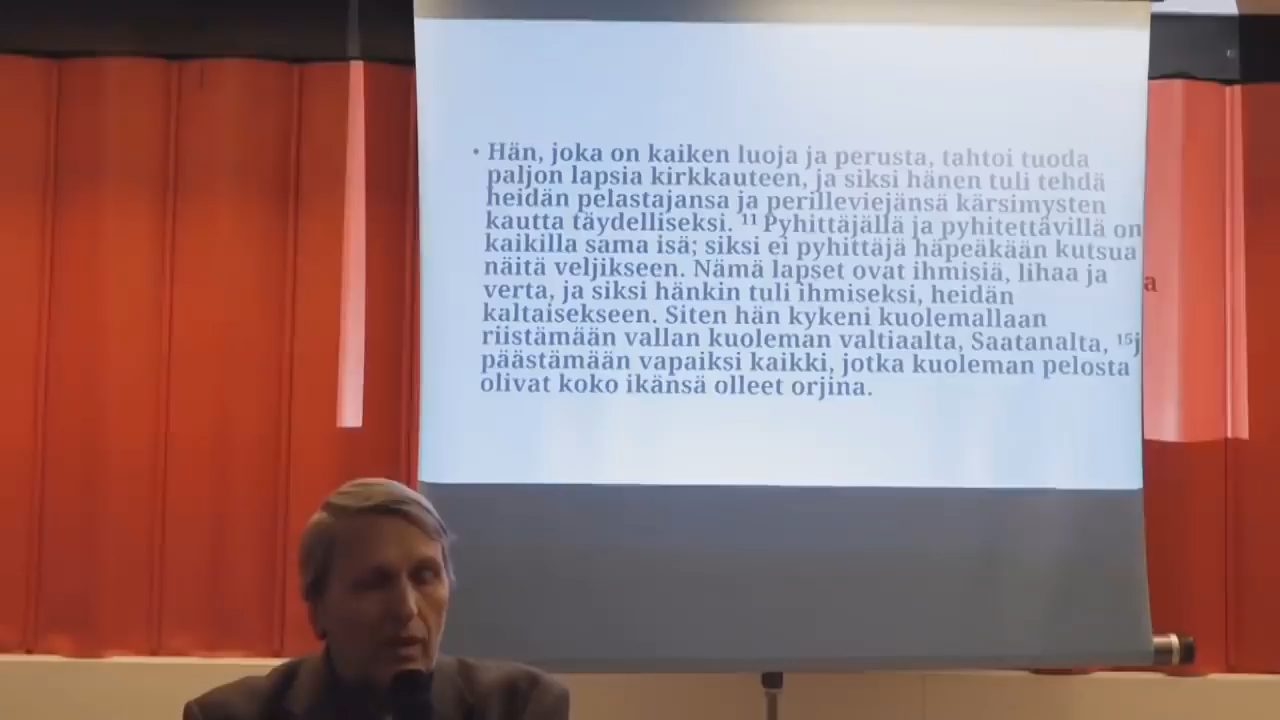 • Hän, joka on kaiken luoja ja perusta, tahtoi tuoda
paljon lapsia kirkkauteen, ja siksi hänen tuli tehdä
heidän pelastajansa ja perilleviejänsä kärsimysten
kautta täydelliseksi. ¹¹ Pyhittäjällä ja pyhitettävillä on
kaikilla sama isä; siksi ei pyhittäjä häpeäkään kutsua
näitä veljikseen. Nämä lapset ovat ihmisiä, lihaa ja
verta, ja siksi hänkin tuli ihmiseksi, heidän
kaltaisekseen. Siten hän kykeni kuolemallaan
riistämään vallan kuoleman valtiaalta, Saatanalta, ¹⁵j
päästämään vapaiksi kaikki, jotka kuoleman pelosta
olivat koko ikänsä olleet orjina.
a